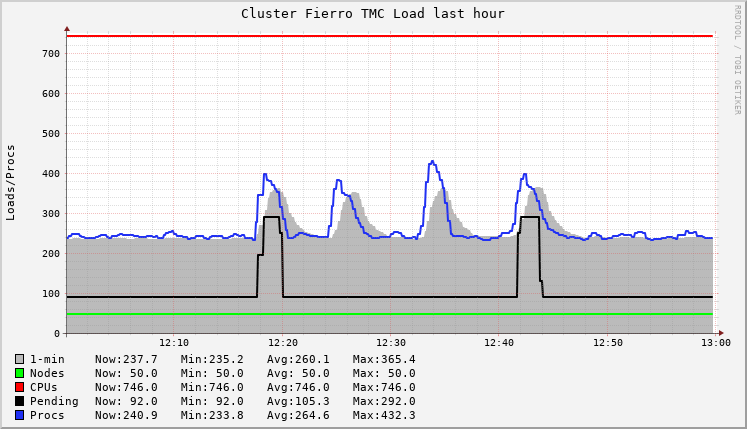 Cluster Fierro TMC Load last hour
RRDTOOL / TOBI OETIKER
Loads/Procs
700
600
500
400
300
200
100
0
12:10 12:20 12:30 12:40 12:50 13:00
1-min Now:237.7 Min:235.2 Avg:260.1 Max:365.4
Nodes Now: 50.0 Min: 50.0 Avg: 50.0 Max: 50.0
CPUs Now:746.0 Min:746.0 Avg:746.0 Max:746.0
Pending Now: 92.0 Min: 92.0 Avg:105.3 Max:292.0
Procs Now:240.9 Min:233.8 Avg:264.6 Max:432.3